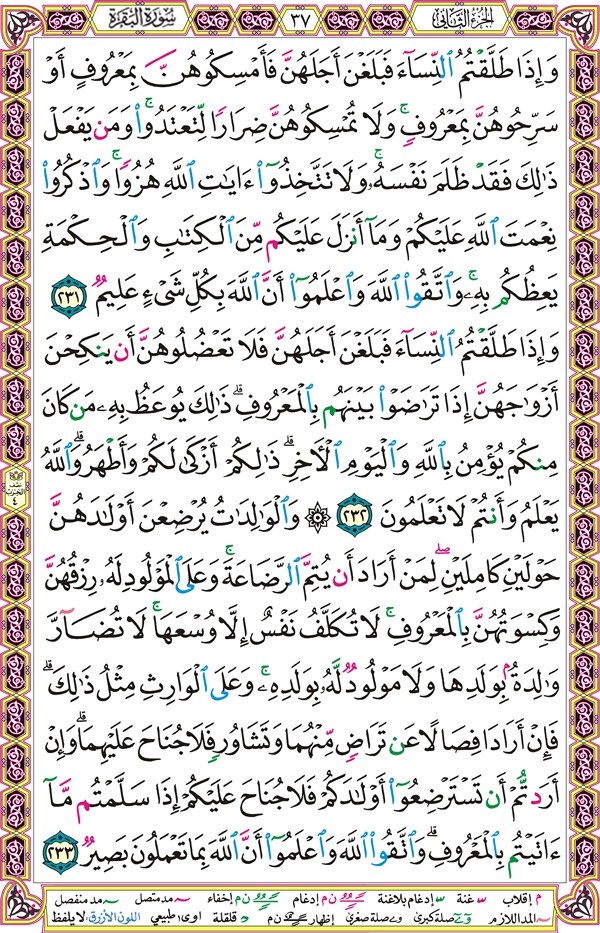 الجزء الثاني
٣٧
سورة البقرة
وَإِذَا طَلَّقْتُمُ ٱلنِّسَآءَ فَبَلَغْنَ أَجَلَهُنَّ فَأَمْسِكُوهُنَّ بِمَعْرُوفٍ أَوْ
سَرِّحُوهُنَّ بِمَعْرُوفٍۚ وَلَا تُمْسِكُوهُنَّ ضِرَارًا لِّتَعْتَدُوا۟ۚ وَمَن يَفْعَلْ
ذَٰلِكَ فَقَدْ ظَلَمَ نَفْسَهُۥۚ وَلَا تَتَّخِذُوٓا۟ ءَايَٰتِ ٱللَّهِ هُزُوًاۚ وَٱذْكُرُوا۟
نِعْمَتَ ٱللَّهِ عَلَيْكُمْ وَمَآ أَنزَلَ عَلَيْكُم مِّنَ ٱلْكِتَٰبِ وَٱلْحِكْمَةِ
يَعِظُكُم بِهِۦۚ وَٱتَّقُوا۟ ٱللَّهَ وَٱعْلَمُوٓا۟ أَنَّ ٱللَّهَ بِكُلِّ شَىْءٍ عَلِيمٌ ٢٣١
وَإِذَا طَلَّقْتُمُ ٱلنِّسَآءَ فَبَلَغْنَ أَجَلَهُنَّ فَلَا تَعْضُلُوهُنَّ أَن يَنكِحْنَ
أَزْوَٰجَهُنَّ إِذَا تَرَٰضَوْا۟ بَيْنَهُم بِٱلْمَعْرُوفِۗ ذَٰلِكَ يُوعَظُ بِهِۦ مَن كَانَ
مِنكُمْ يُؤْمِنُ بِٱللَّهِ وَٱلْيَوْمِ ٱلْءَاخِرِۗ ذَٰلِكُمْ أَزْكَىٰ لَكُمْ وَأَطْهَرُۗ وَٱللَّهُ
يَعْلَمُ وَأَنتُمْ لَا تَعْلَمُونَ ٢٣٢ ۞ وَٱلْوَٰلِدَٰتُ يُرْضِعْنَ أَوْلَٰدَهُنَّ
حَوْلَيْنِ كَامِلَيْنِۖ لِمَنْ أَرَادَ أَن يُتِمَّ ٱلرَّضَاعَةَۚ وَعَلَى ٱلْمَوْلُودِ لَهُۥ رِزْقُهُنَّ
وَكِسْوَتُهُنَّ بِٱلْمَعْرُوفِۚ لَا تُكَلَّفُ نَفْسٌ إِلَّا وُسْعَهَاۚ لَا تُضَآرَّ
وَٰلِدَةٌۢ بِوَلَدِهَا وَلَا مَوْلُودٌ لَّهُۥ بِوَلَدِهِۦۚ وَعَلَى ٱلْوَارِثِ مِثْلُ ذَٰلِكَۗ
فَإِنْ أَرَادَا فِصَالًا عَن تَرَاضٍ مِّنْهُمَا وَتَشَاوُرٍ فَلَا جُنَاحَ عَلَيْهِمَاۗ وَإِنْ
أَرَدتُّمْ أَن تَسْتَرْضِعُوٓا۟ أَوْلَٰدَكُمْ فَلَا جُنَاحَ عَلَيْكُمْ إِذَا سَلَّمْتُم مَّآ
ءَاتَيْتُم بِٱلْمَعْرُوفِۗ وَٱتَّقُوا۟ ٱللَّهَ وَٱعْلَمُوٓا۟ أَنَّ ٱللَّهَ بِمَا تَعْمَلُونَ بَصِيرٌ ٢٣٣
نصف الحزب ٤
م إقلاب غنة إدغام بلاغنة ن م إدغام ن م إخفاء مد متصل مد منفصل
المد اللازم صلة كبرى صلة صغرى إظهار ن م قلقلة اوى طبيعي اللون الأزرق لا يلفظ